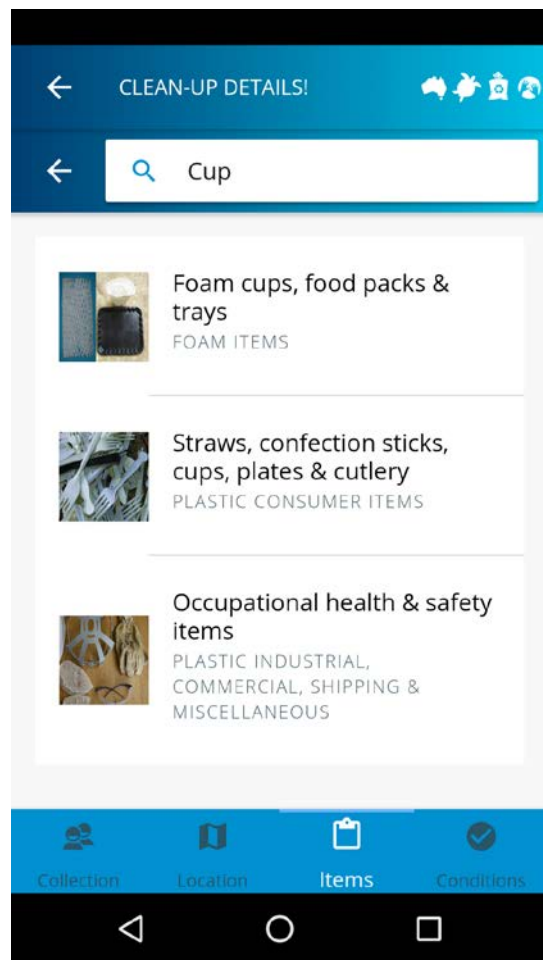 CLEAN-UP DETAILS!
Cup
Foam cups, food packs &
trays
FOAM ITEMS
Straws, confection sticks,
cups, plates & cutlery
PLASTIC CONSUMER ITEMS
Occupational health & safety
items
PLASTIC INDUSTRIAL,
COMMERCIAL, SHIPPING &
MISCELLANEOUS
Collection Location Items Conditions